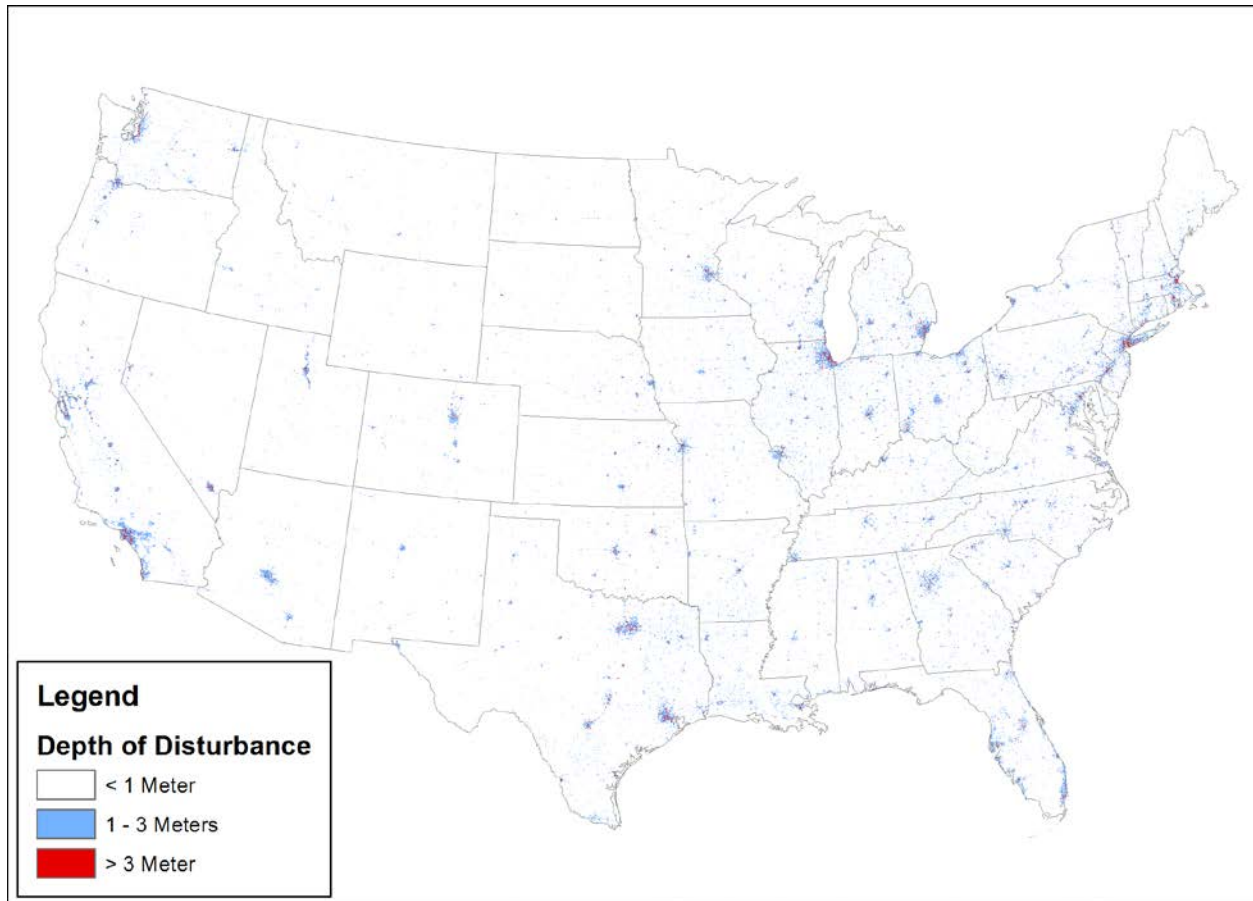 Legend
Depth of Disturbance
< 1 Meter
1 - 3 Meters
> 3 Meter